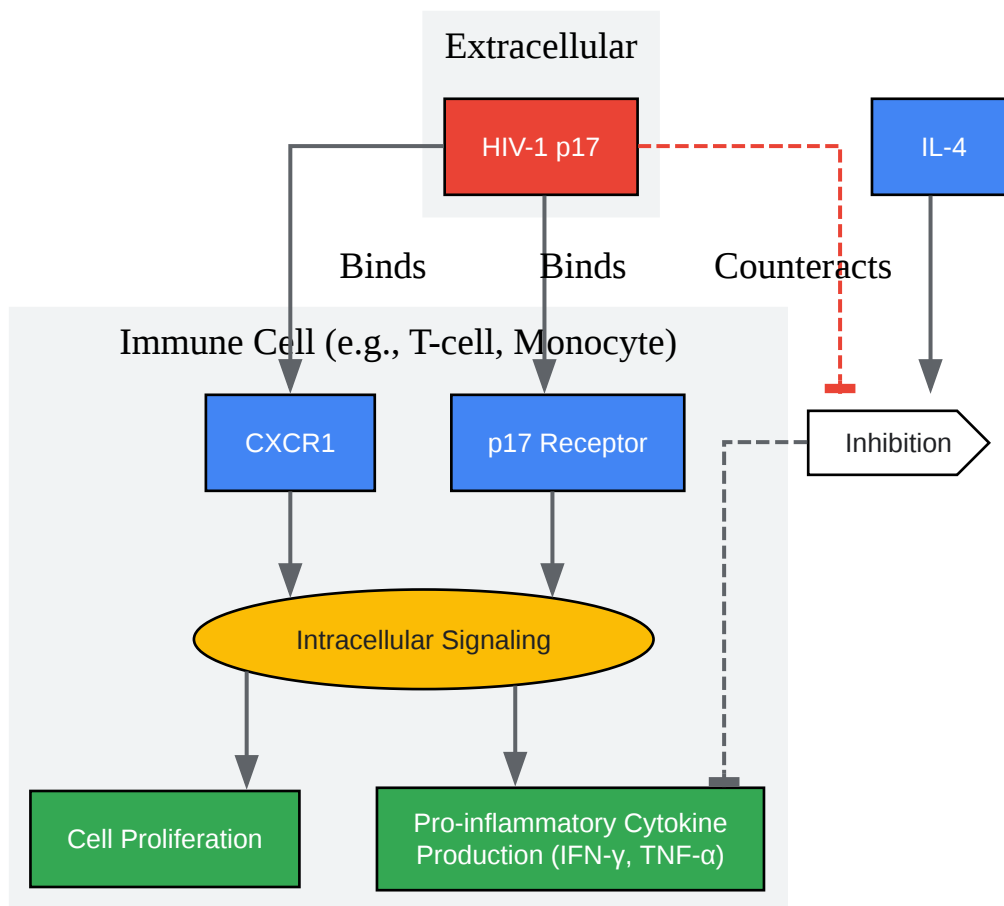 Extracellular
HIV-1 p17
IL-4
Binds
Binds
Counteracts
Immune Cell (e.g., T-cell, Monocyte)
CXCR1
p17 Receptor
Inhibition
Intracellular Signaling
Cell Proliferation
Pro-inflammatory Cytokine
Production (IFN-γ, TNF-α)